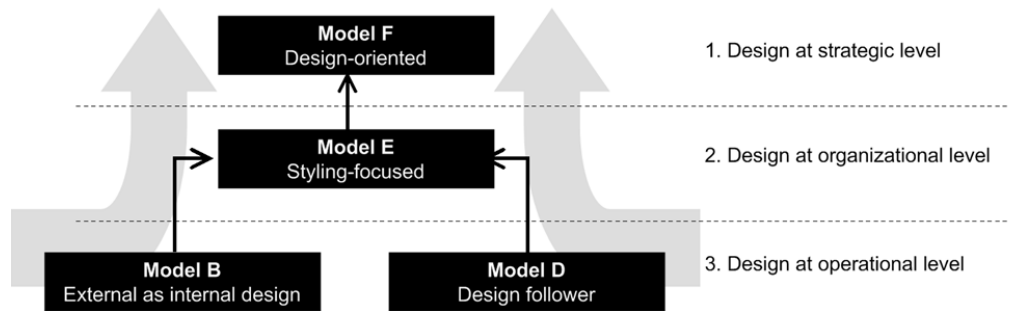 Model F
Design-oriented
1. Design at strategic level
Model E
Styling-focused
2. Design at organizational level
Model B
External as internal design
Model D
Design follower
3. Design at operational level